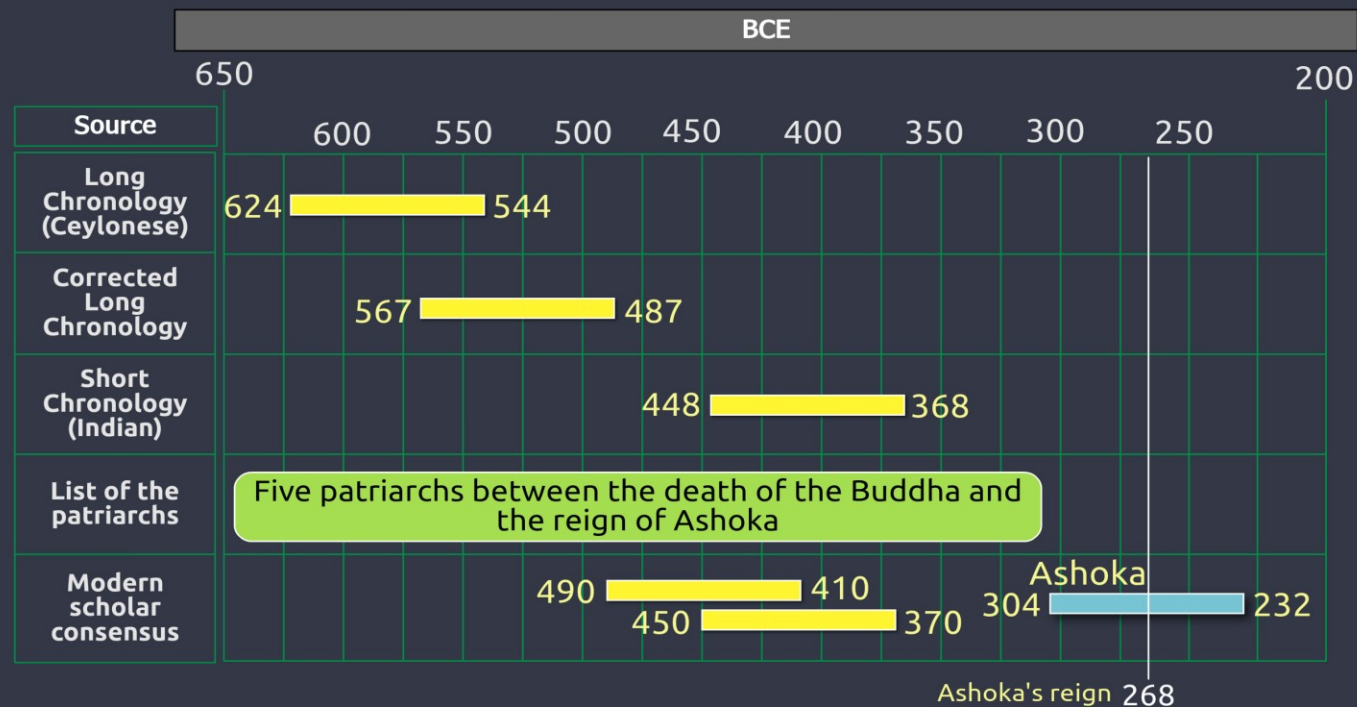 BCE
650
200
Source
600 550 500 450 400 350 300 250
Long
Chronology
(Ceylonese)
624 544
Corrected
Long
Chronology
567 487
Short
Chronology
(Indian)
448 368
List of the
patriarchs
Five patriarchs between the death of the Buddha and
the reign of Ashoka
Modern
scholar
consensus
490 410
450 370
Ashoka
304 232
Ashoka's reign 268